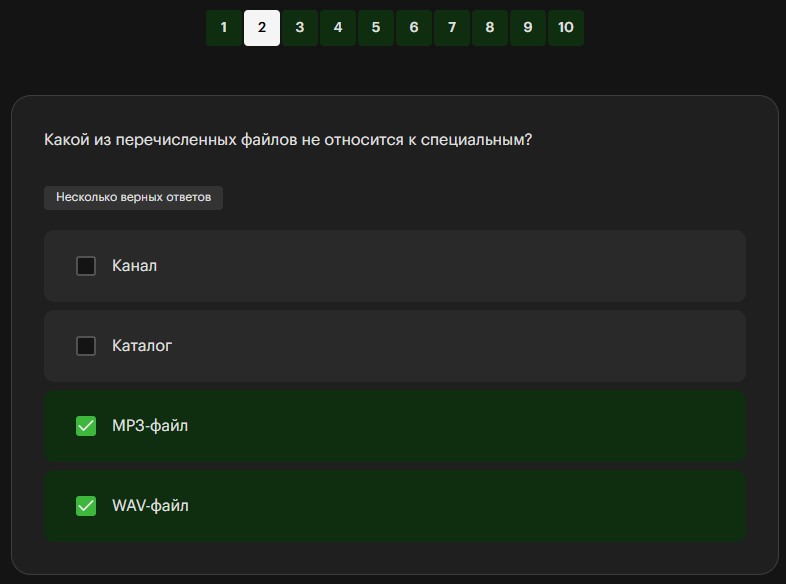 1 2 3 4 5 6 7 8 9 10
Какой из перечисленных файлов не относится к специальным?
Несколько верных ответов
Канал
Каталог
MP3-файл
WAV-файл